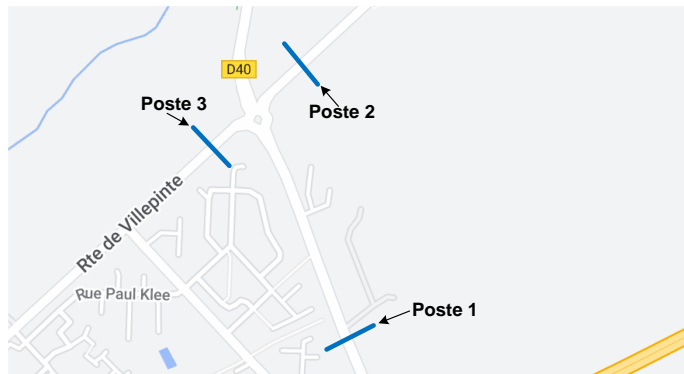 D40
Poste 3
Poste 2
Rte de Villepinte
Rue Paul Klee
Poste 1